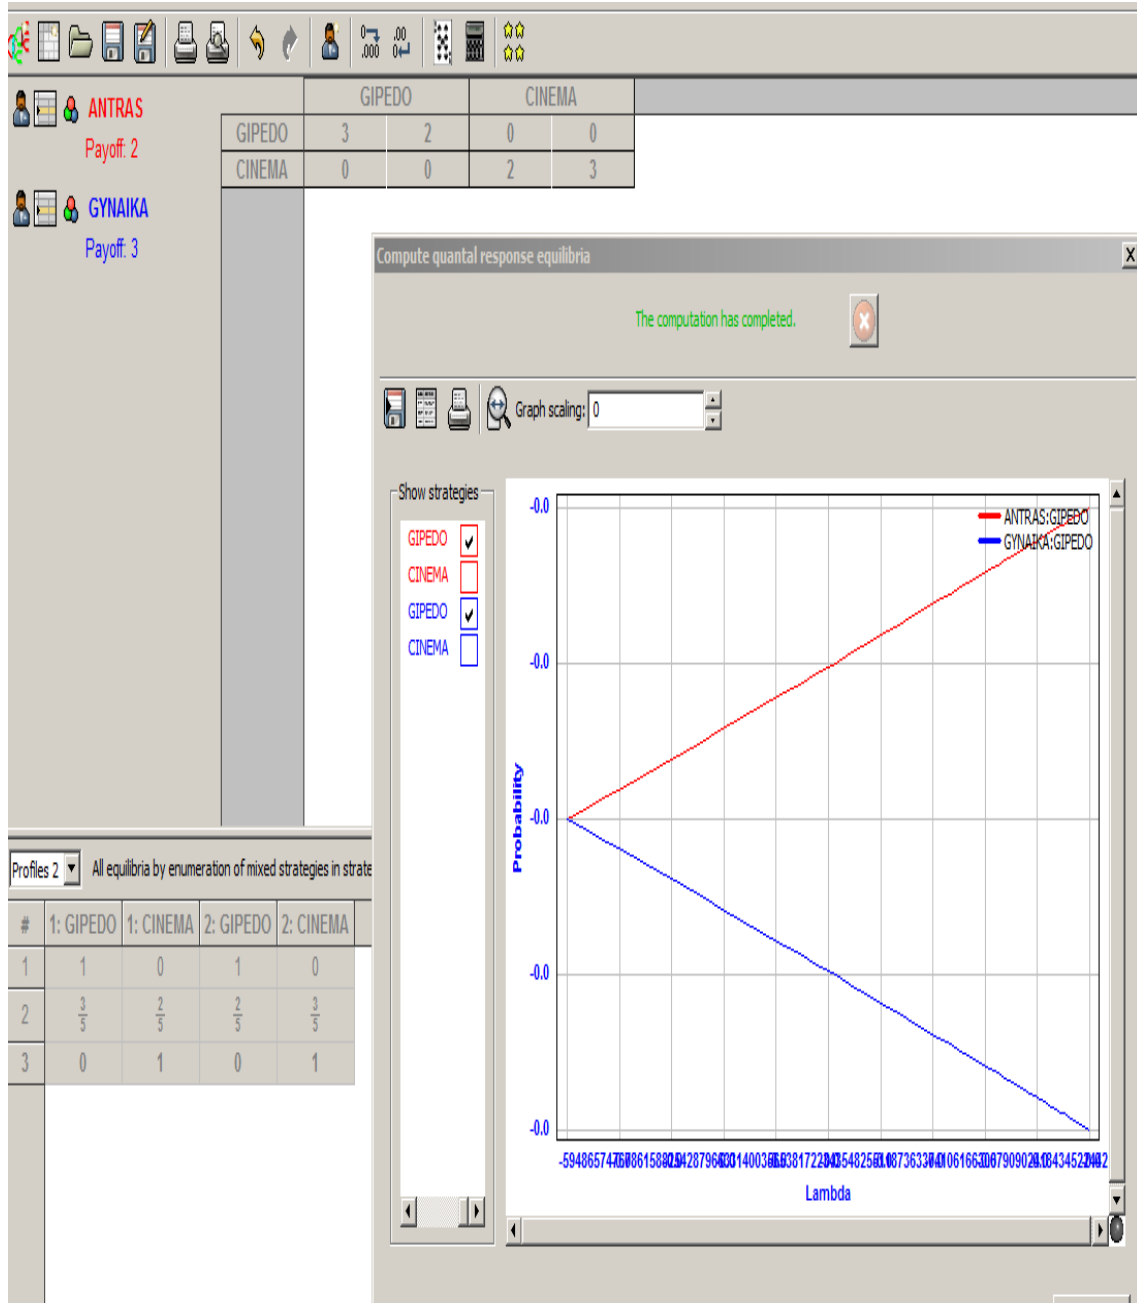 ANTRAS
Payoff: 2
GYNAIKA
Payoff: 3
GIPEDO CINEMA
GIPEDO 3 2 0 0
CINEMA 0 0 2 3
Compute quantal response equilibria
The computation has completed.
Graph scaling: 0
Show strategies
GIPEDO
CINEMA
GIPEDO
CINEMA
ANTRAS:GIPEDO
GYNAIKA:GIPEDO
-0.0
-0.0
-0.0
-0.0
-0.0
Probability
Lambda
Profiles 2 All equilibria by enumeration of mixed strategies in strate
# 1: GIPEDO 1: CINEMA 2: GIPEDO 2: CINEMA
1 1 0 1 0
2 3/5 2/5 2/5 3/5
3 0 1 0 1